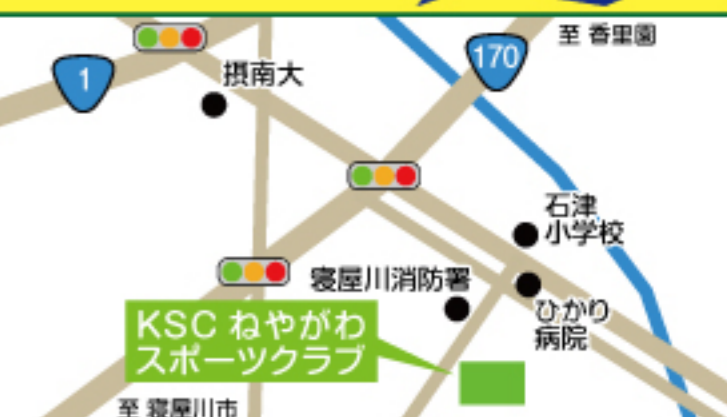 至 香里園
1
170
摂南大
石津
小学校
寝屋川消防署
ひかり
病院
KSC ねやがわ
スポーツクラブ
至 寝屋川市